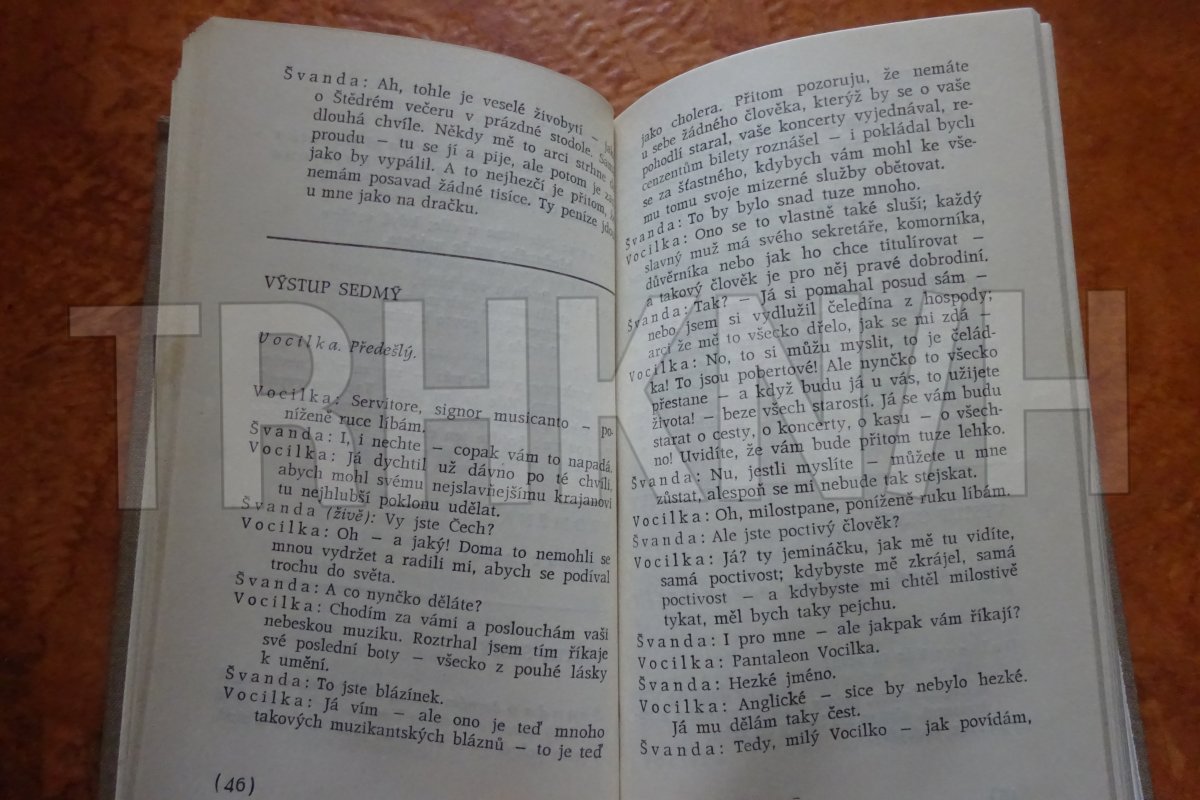 Švanda: Ah, tohle je veselé živobytí – jako
o Štědrém večeru v prázdné stodole. Samá
dlouhá chvíle. Někdy mě to arci strhne do
proudu – tu se jí a pije, ale potom je zas
jako by vypálil. A to nejhezčí je přitom, že
nemám posavad žádné tisíce. Ty peníze jdou
u mne jako na dračku.
VÝSTUP SEDMÝ
Vocilka. Předešlý.
Vocilka: Servitore, signor musicanto – po-
níženě ruce líbám.
Švanda: I, i nechte – copak vám to napadá.
Vocilka: Já dychtil už dávno po té chvíli,
abych mohl svému nejslavnějšímu krajanovi
tu nejhlubší poklonu udělat.
Švanda (živě): Vy jste Čech?
Vocilka: Oh – a jaký! Doma to nemohli se
mnou vydržet a radili mi, abych se podíval
trochu do světa.
Švanda: A co nynčko děláte?
Vocilka: Chodím za vámi a poslouchám vaši
nebeskou muziku. Roztrhal jsem tím říkaje
své poslední boty – všecko z pouhé lásky
k umění.
Švanda: To jste blázínek.
Vocilka: Já vím – ale ono je teď mnoho
takových muzikantských bláznů – to je teď
(46)
jako cholera. Přitom pozoruju, že nemáte
u sebe žádného člověka, kterýž by se o vaše
pohodlí staral, vaše koncerty vyjednával, re-
cenzentům bilety roznášel – i pokládal bych
se za šťastného, kdybych vám mohl ke vše-
mu tomu svoje mizerné služby obětovat.
Švanda: To by bylo snad tuze mnoho.
Vocilka: Ono se to vlastně také sluší; každý
slavný muž má svého sekretáře, komorníka,
důvěrníka nebo jak ho chce titulírovat –
a takový člověk je pro něj pravé dobrodiní.
Švanda: Tak? – Já si pomahal posud sám –
nebo jsem si vydlužil čeledína z hospody;
arci že mě to všecko dřelo, jak se mi zdá –
Vocilka: No, to si můžu myslit, to je čelád-
ka! To jsou pobertové! Ale nynčko to všecko
přestane – a když budu já u vás, to užijete
života! – beze všech starostí. Já se vám budu
starat o cesty, o koncerty, o kasu – o všech-
no! Uvidíte, že vám bude přitom tuze lehko.
Švanda: Nu, jestli myslíte – můžete u mne
zůstat, alespoň se mi nebude tak stejskat.
Vocilka: Oh, milostpane, poníženě ruku líbám.
Švanda: Ale jste poctivý člověk?
Vocilka: Já? ty jemináčku, jak mě tu vidíte,
samá poctivost; kdybyste mě zkrájel, samá
poctivost – a kdybyste mi chtěl milostivě
tykat, měl bych taky pejchu.
Švanda: I pro mne – ale jakpak vám říkají?
Vocilka: Pantaleon Vocilka.
Švanda: Hezké jméno.
Vocilka: Anglické – sice by nebylo hezké.
Já mu dělám taky čest.
Švanda: Tedy, milý Vocilko – jak povídám,
TRHKNIH